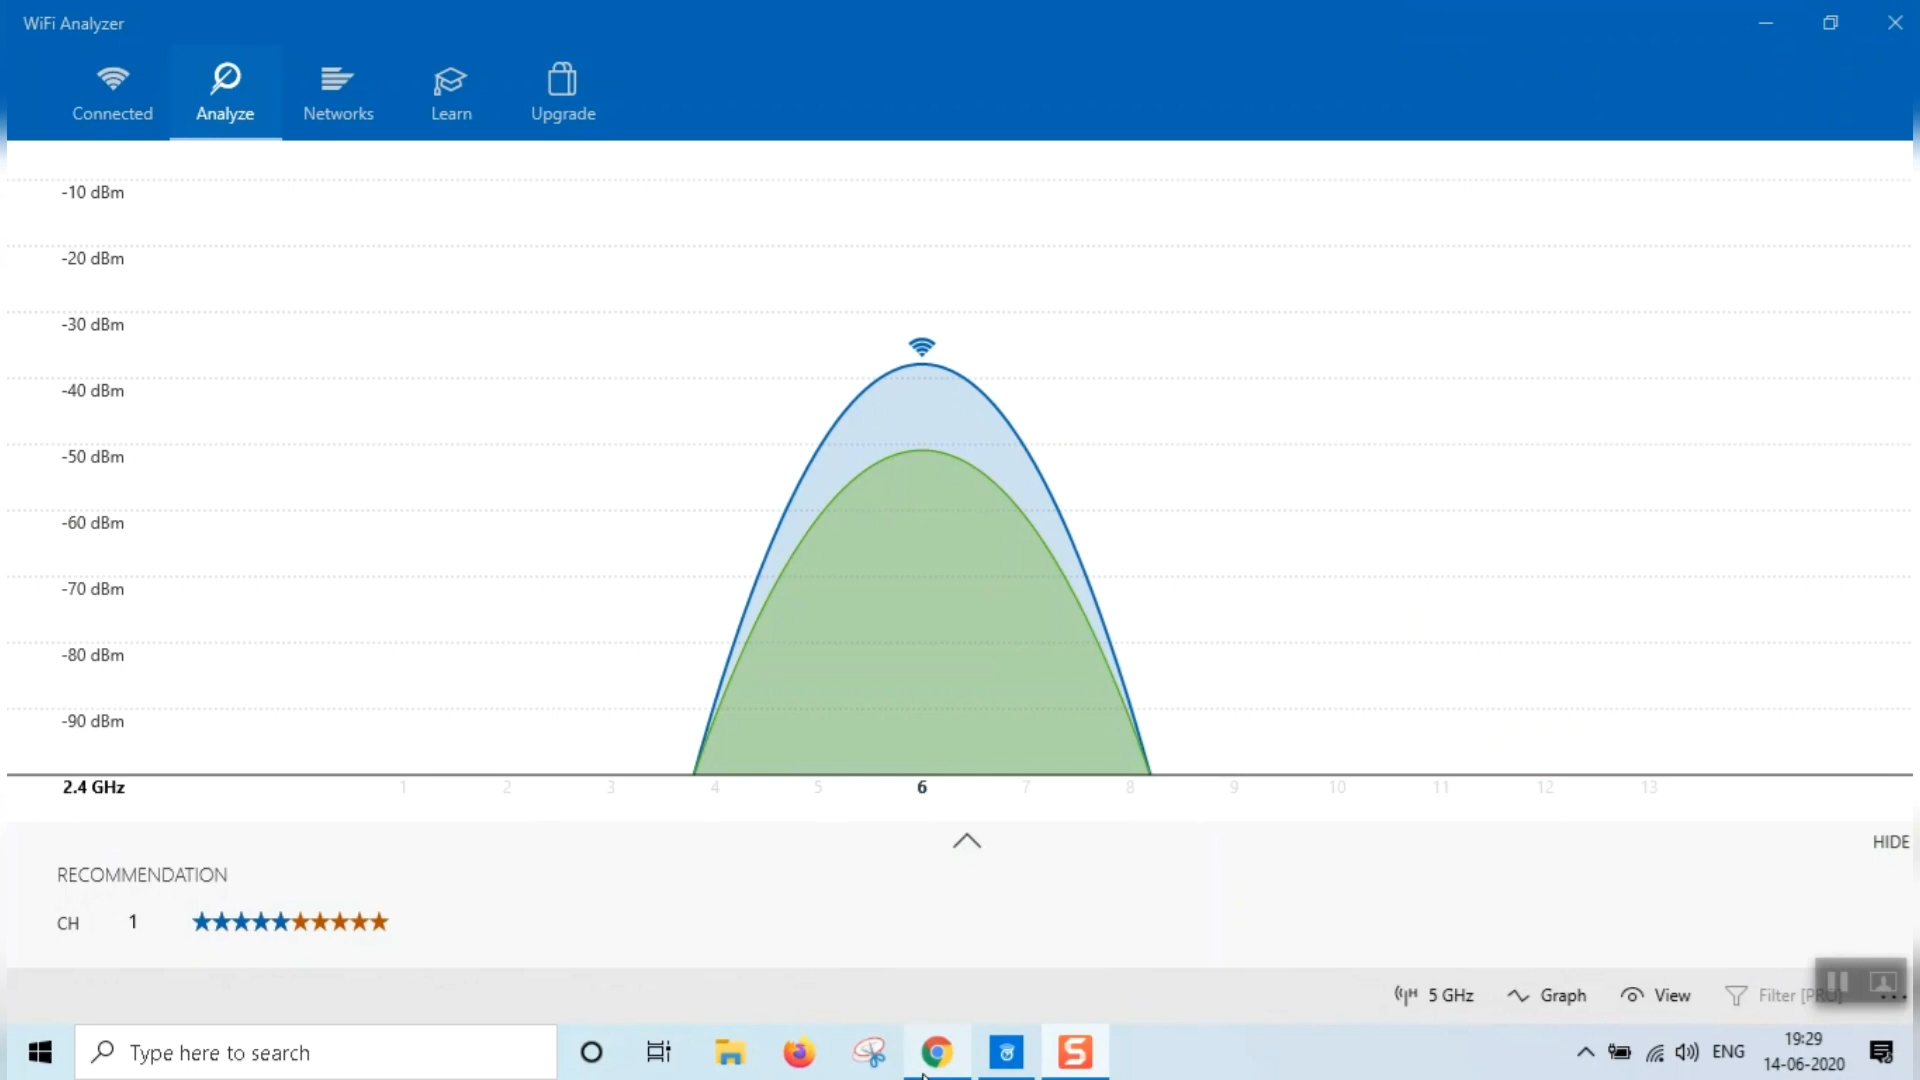 WiFi Analyzer
Connected Analyze Networks Learn Upgrade
-10 dBm
-20 dBm
-30 dBm
-40 dBm
-50 dBm
-60 dBm
-70 dBm
-80 dBm
-90 dBm
2.4 GHz 1 2 3 4 5 6 7 8 9 10 11 12 13
HIDE
RECOMMENDATION
CH 1
5 GHz Graph View Filter [PRO]
Type here to search
S
ENG
19:29
14-06-2020